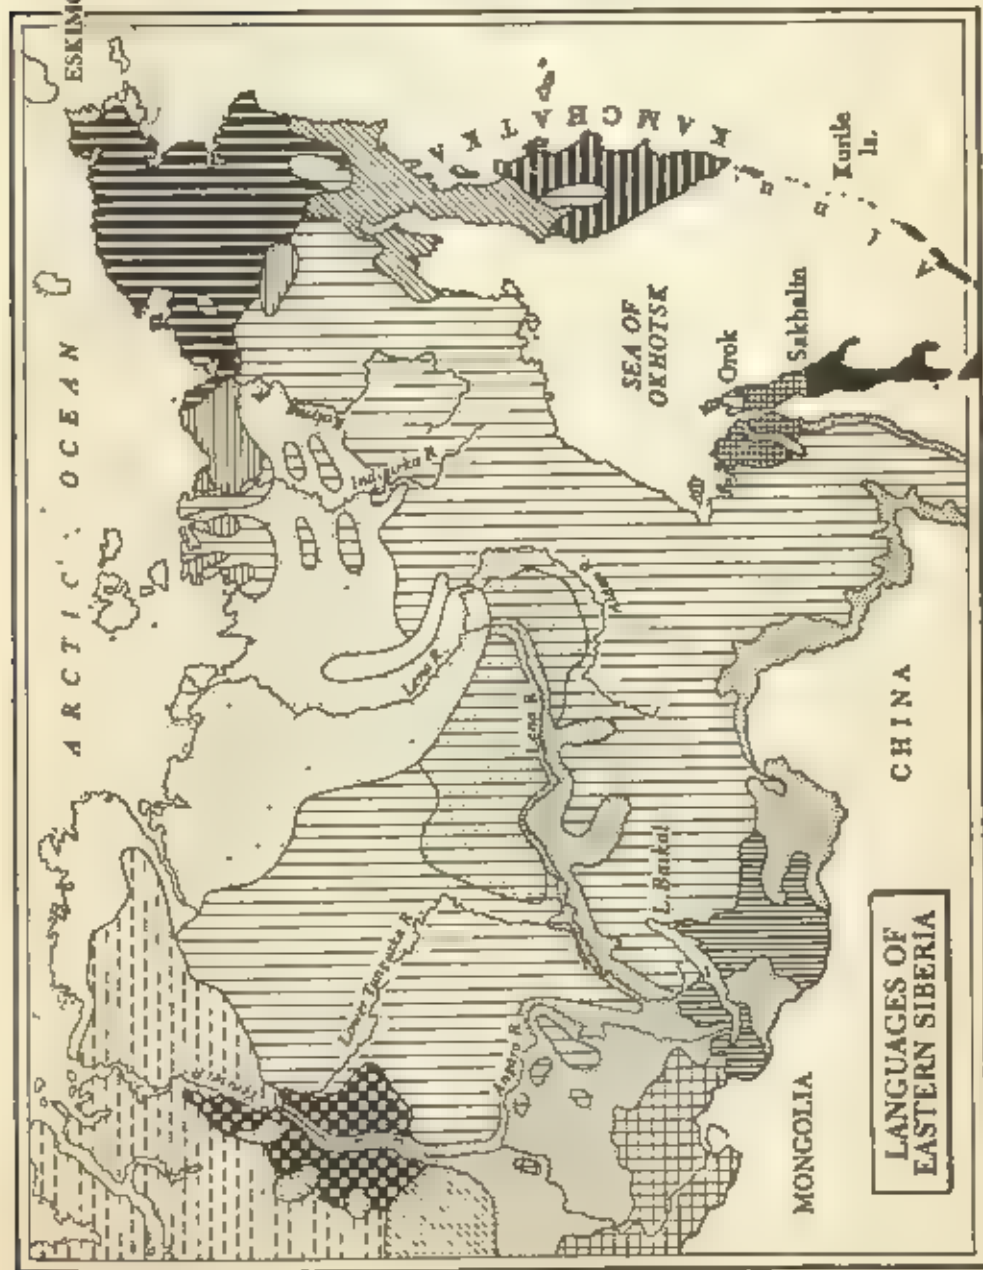 ESKIMO
ARCTIC OCEAN
KAMCHATKA
Kurile
Is.
SEA OF
OKHOTSK
Orok
Sakhalin
Indigirka R.
Lena R.
Lena R.
L. Baikal
Lower Tunguska R.
Angara R.
CHINA
MONGOLIA
LANGUAGES OF
EASTERN SIBERIA